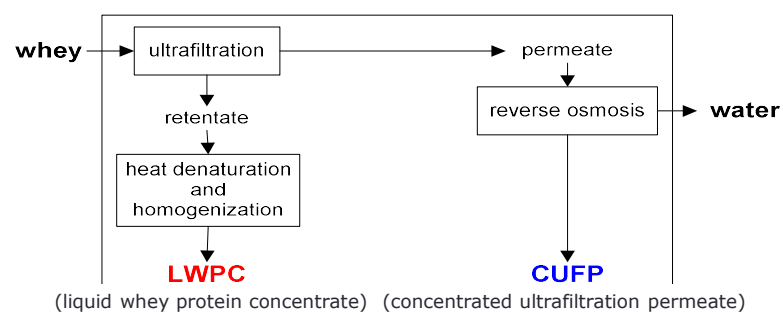 whey
ultrafiltration
permeate
retentate
reverse osmosis
water
heat denaturation
and
homogenization
LWPC
(liquid whey protein concentrate)
CUFP
(concentrated ultrafiltration permeate)